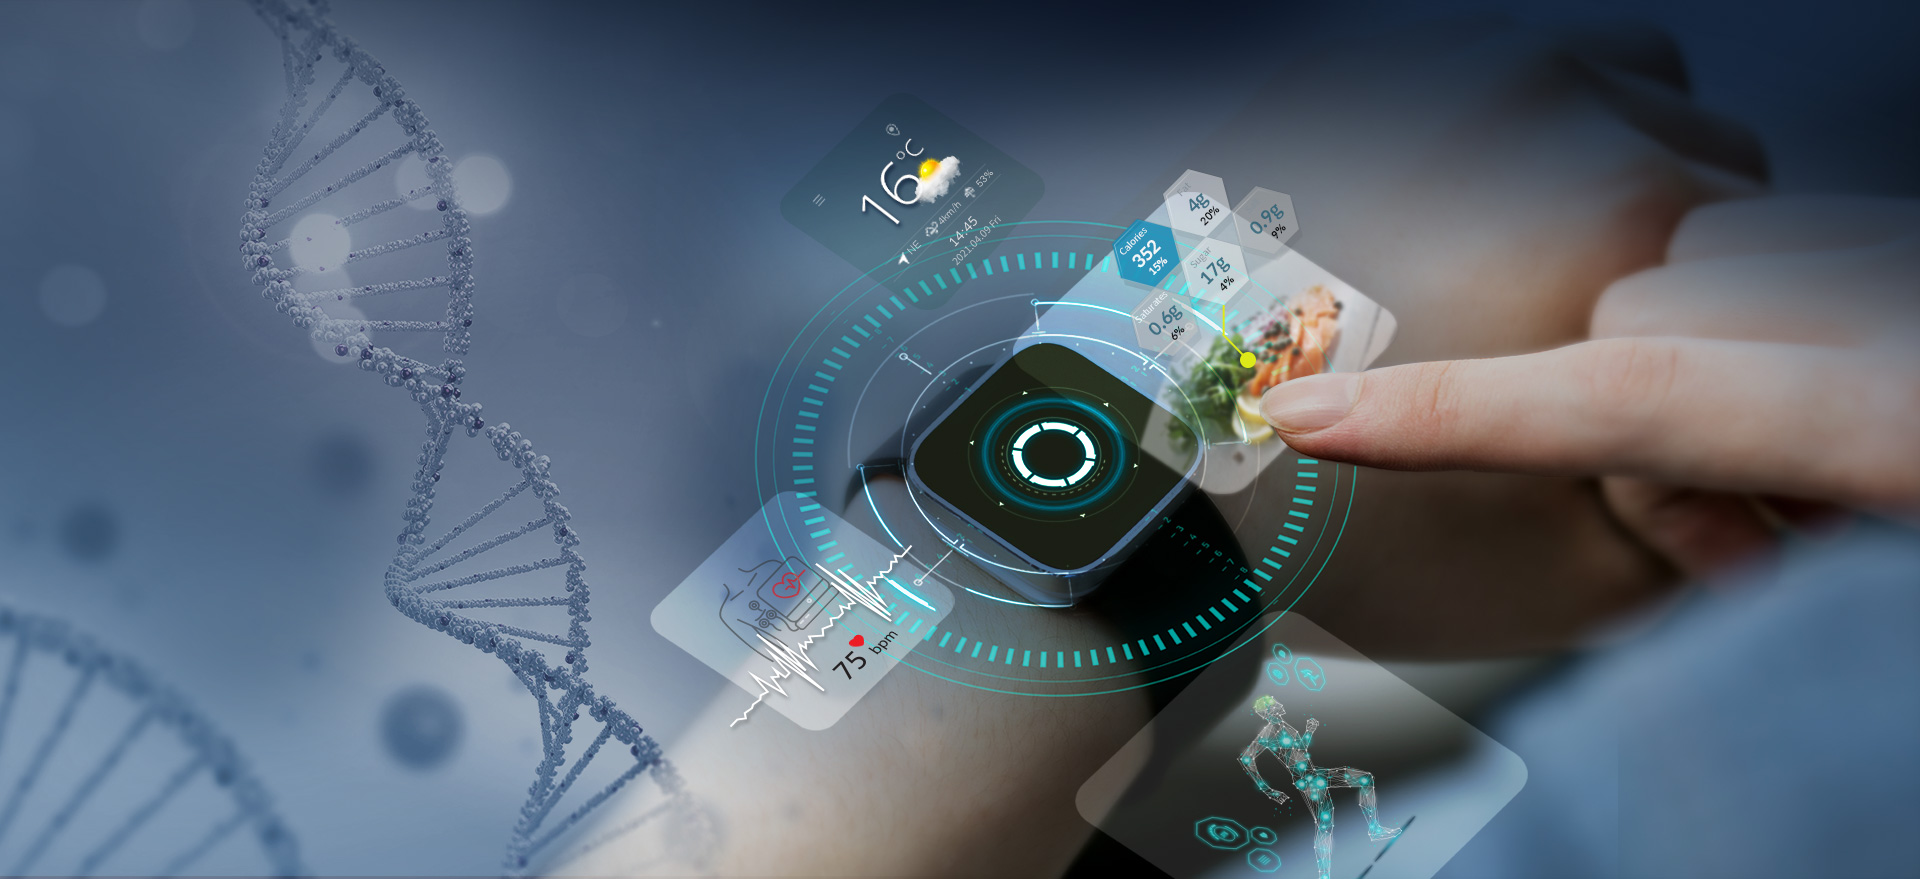 16°C
NE 2.4km/h 53%
14:45
2021.04.09 Fri
4g
20%
0.9g
9%
Calories
352
15%
Sugar
17g
4%
Saturates
0.6g
6%
75 bpm